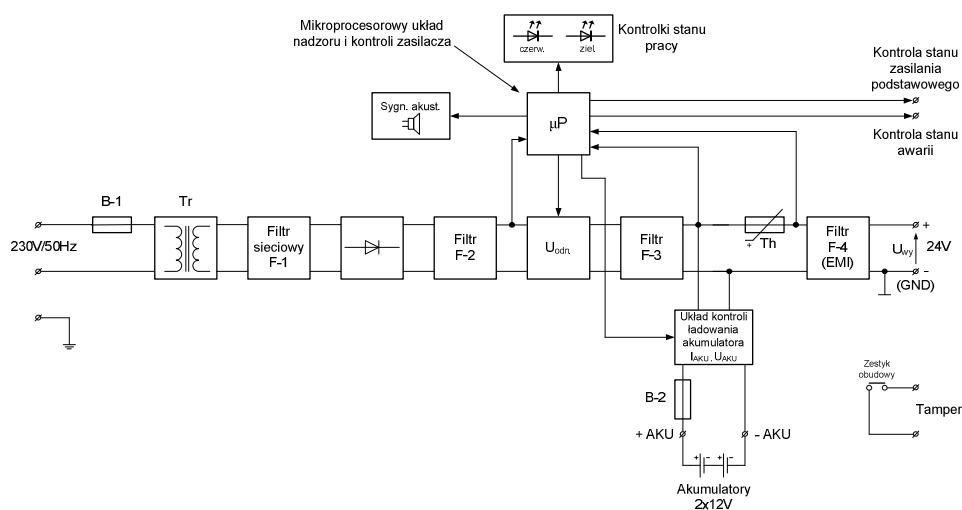 Mikroprocesorowy układ
nadzoru i kontroli zasilacza
czerw.
ziel.
Kontrolki stanu
pracy
Kontrola stanu
zasilania
podstawowego
Sygn. akust.
µP
Kontrola stanu
awarii
B-1
Tr
230V/50Hz
Filtr
sieciowy
F-1
Filtr
F-2
Uodn.
Filtr
F-3
Th
Filtr
F-4
(EMI)
+
Uwy
24V
-
(GND)
Układ kontroli
ładowania
akumulatora
IAKU , UAKU
B-2
+ AKU
- AKU
+ - + -
Akumulatory
2x12V
Zestyk
obudowy
Tamper